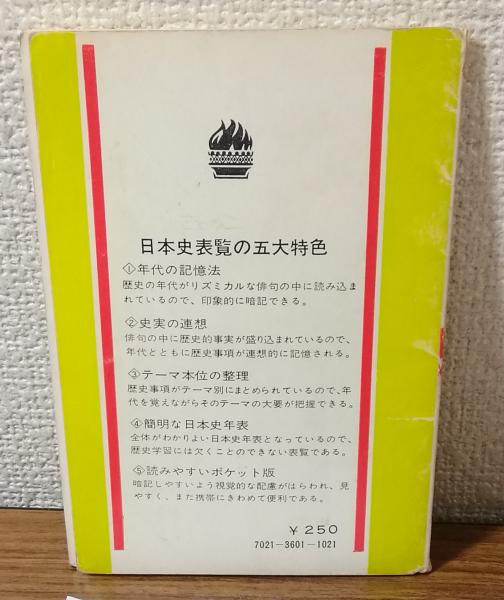 日本史表覧の五大特色
①年代の記憶法
歴史の年代がリズミカルな俳句の中に読み込ま
れているので、印象的に暗記できる。
②史実の連想
俳句の中に歴史的事実が盛り込まれているので、
年代とともに歴史事項が連想的に記憶される。
③テーマ本位の整理
歴史事項がテーマ別にまとめられているので、年
代を覚えながらそのテーマの大要が把握できる。
④簡明な日本史年表
全体がわかりよい日本史年表となっているので、
歴史学習には欠くことのできない表覧である。
⑤読みやすいポケット版
暗記しやすいよう視覚的な配慮がはらわれ、見
やすく、また携帯にきわめて便利である。
￥250
7021-3601-1021